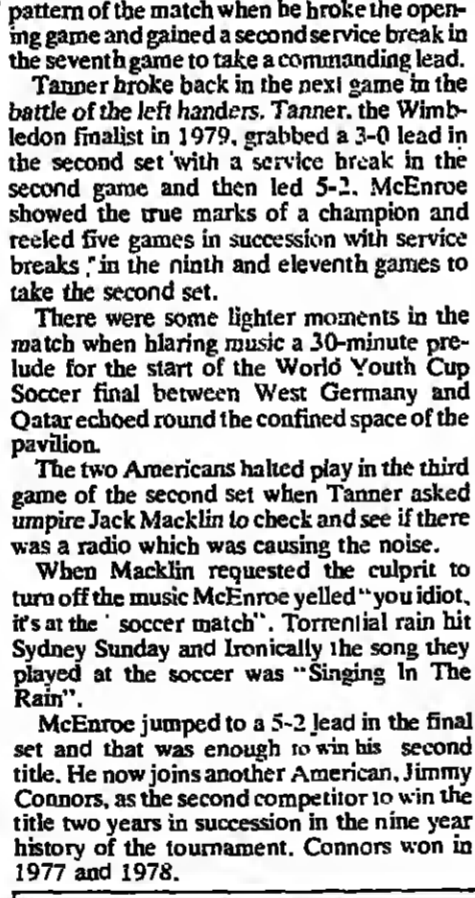 pattern of the match when he broke the open-
ing game and gained a second service break in
the seventh game to take a commanding lead.
Tanner broke back in the next game in the
battle of the left handers. Tanner, the Wimb-
ledon finalist in 1979, grabbed a 3-0 lead in
the second set with a service break in the
second game and then led 5-2. McEnroe
showed the true marks of a champion and
reeled five games in succession with service
breaks in the ninth and eleventh games to
take the second set.
There were some lighter moments in the
match when blaring music a 30-minute pre-
lude for the start of the World Youth Cup
Soccer final between West Germany and
Qatar echoed round the confined space of the
pavilion.
The two Americans halted play in the third
game of the second set when Tanner asked
umpire Jack Macklin to check and see if there
was a radio which was causing the noise.
When Macklin requested the culprit to
turn off the music McEnroe yelled "you idiot,
it's at the ' soccer match". Torrential rain hit
Sydney Sunday and Ironically the song they
played at the soccer was "Singing In The
Rain".
McEnroe jumped to a 5-2 lead in the final
set and that was enough to win his second
title. He now joins another American, Jimmy
Connors, as the second competitor to win the
title two years in succession in the nine year
history of the tournament. Connors won in
1977 and 1978.